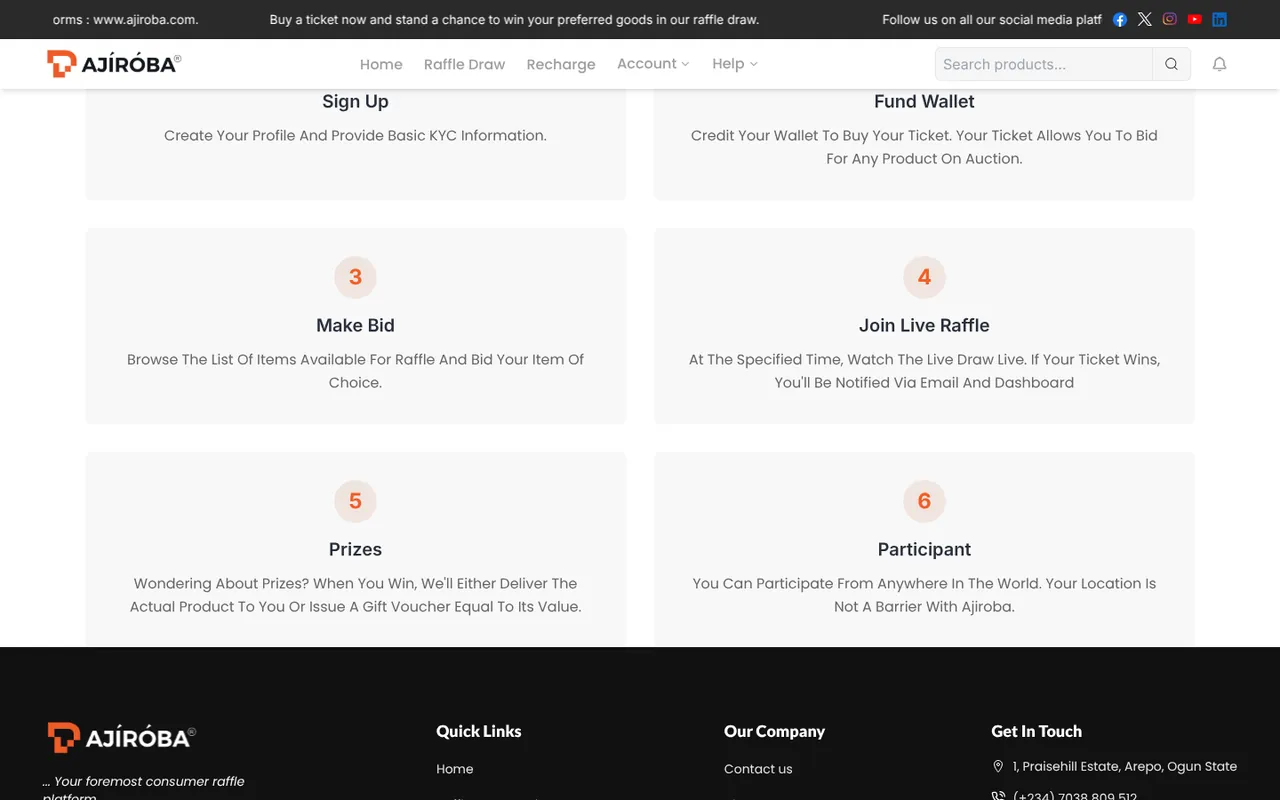 orms : www.ajiroba.com.
Buy a ticket now and stand a chance to win your preferred goods in our raffle draw.
Follow us on all our social media platf
AJÍRÓBA®
Home
Raffle Draw
Recharge
Account
Help
Search products...
Sign Up
Create Your Profile And Provide Basic KYC Information.
Fund Wallet
Credit Your Wallet To Buy Your Ticket. Your Ticket Allows You To Bid
For Any Product On Auction.
3
Make Bid
Browse The List Of Items Available For Raffle And Bid Your Item Of
Choice.
4
Join Live Raffle
At The Specified Time, Watch The Live Draw Live. If Your Ticket Wins,
You'll Be Notified Via Email And Dashboard
5
Prizes
Wondering About Prizes? When You Win, We'll Either Deliver The
Actual Product To You Or Issue A Gift Voucher Equal To Its Value.
6
Participant
You Can Participate From Anywhere In The World. Your Location Is
Not A Barrier With Ajiroba.
AJÍRÓBA®
... Your foremost consumer raffle
platform
Quick Links
Home
Our Company
Contact us
Get In Touch
1, Praisehill Estate, Arepo, Ogun State
(+234) 7038 809 512